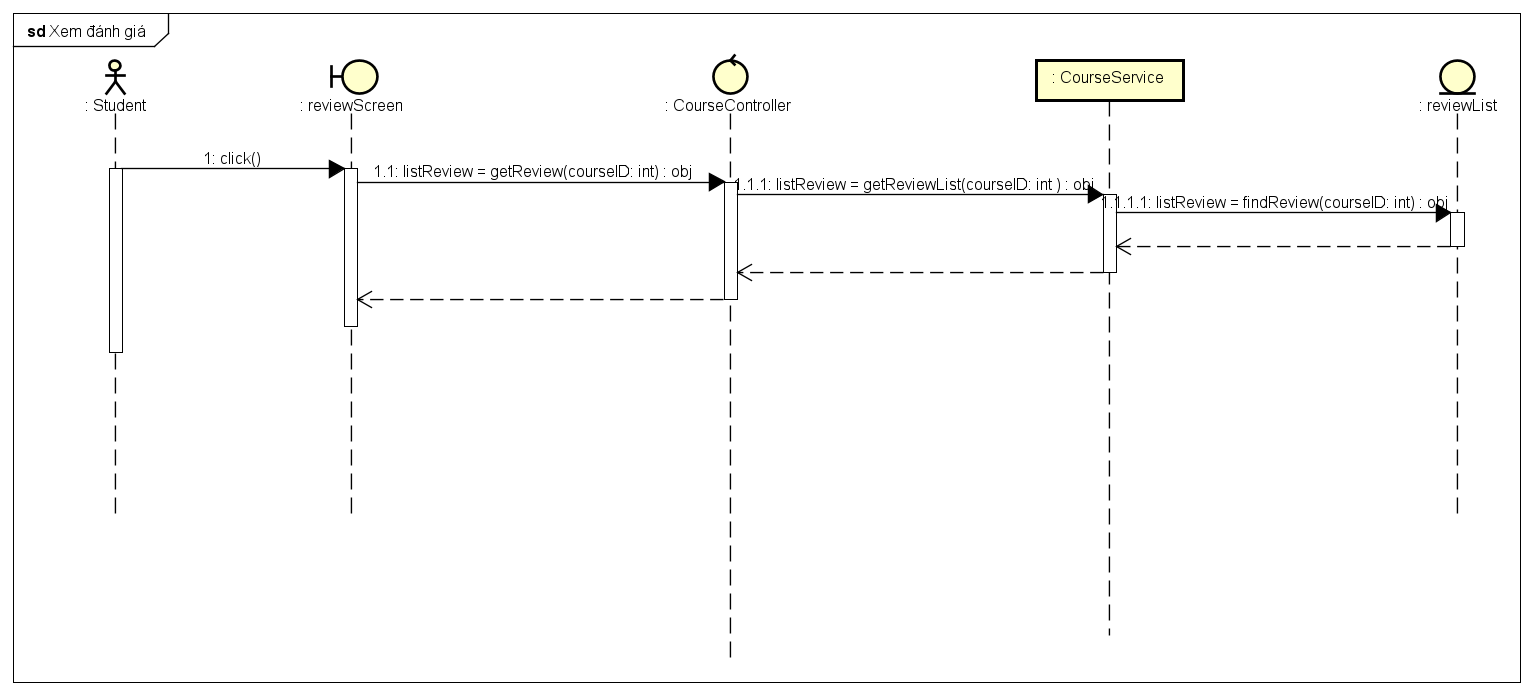 sd Xem đánh giá
: Student
: reviewScreen
: CourseController
: CourseService
: reviewList
1: click()
1.1: listReview = getReview(courseID: int) : obj
1.1.1: listReview = getReviewList(courseID: int ) : obj
1.1.1.1: listReview = findReview(courseID: int) : obj